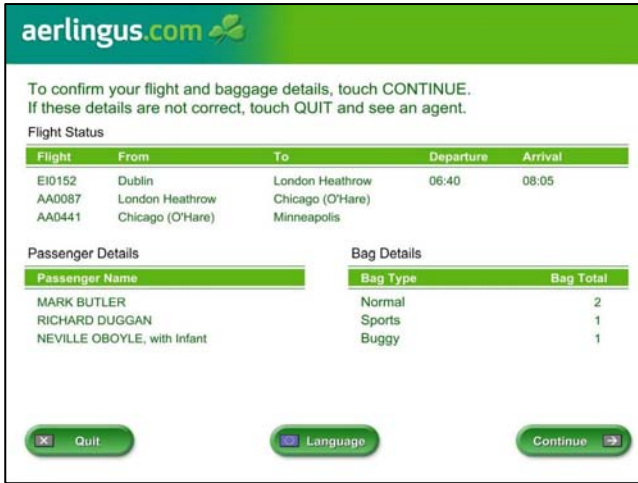 aerlingus.com
To confirm your flight and baggage details, touch CONTINUE.
If these details are not correct, touch QUIT and see an agent.
Flight Status
Flight From To Departure Arrival
EI0152 Dublin London Heathrow 06:40 08:05
AA0087 London Heathrow Chicago (O'Hare)
AA0441 Chicago (O'Hare) Minneapolis
Passenger Details Bag Details
Passenger Name Bag Type Bag Total
MARK BUTLER Normal 2
RICHARD DUGGAN Sports 1
NEVILLE OBOYLE, with Infant Buggy 1
Quit Language Continue